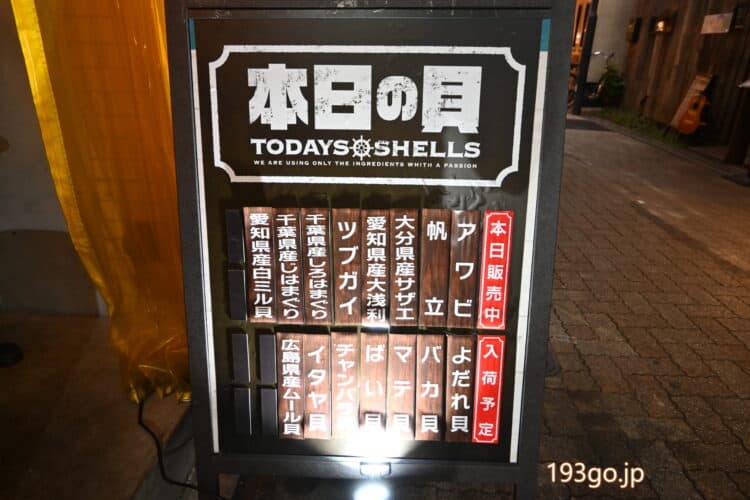 本日の貝
TODAYS SHELLS
WE ARE USING ONLY THE INGREDIENTS WHITH A PASSION
本日販売中
アワビ
帆立
大分県産サザエ
愛知県産大浅利
ツブガイ
千葉県産しろはまぐり
千葉県産じはまぐり
愛知県産白ミル貝
入荷予定
よだれ貝
バカ貝
マテ貝
ばい貝
チャンバラ貝
イタヤ貝
広島県産ムール貝
193go.jp